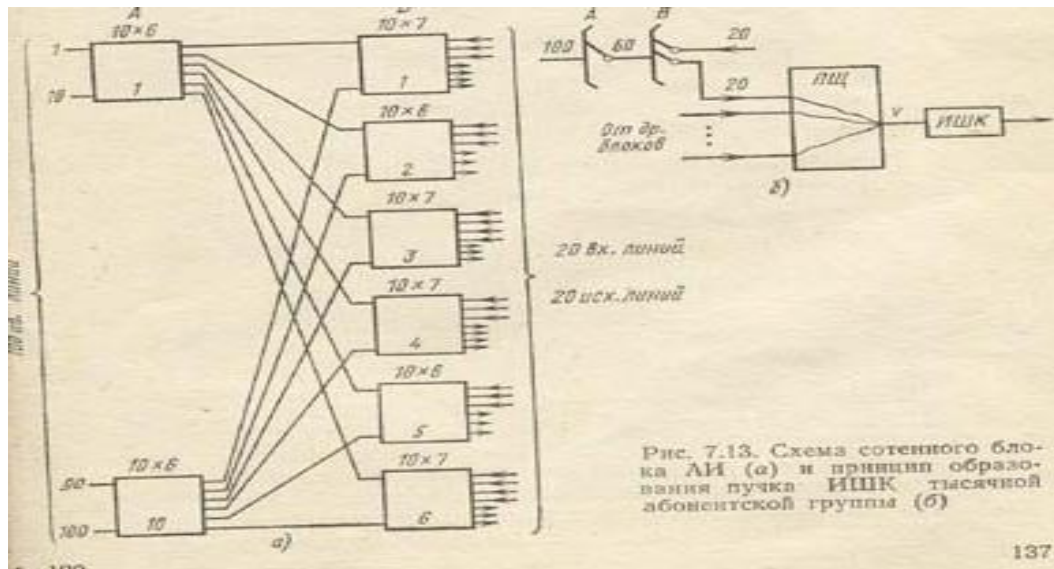 А
10×6
1
1
10
10×7
1
10×6
2
10×7
3
10×7
4
10×6
5
10×7
6
90
100
10×6
10
а)
20 вх. линий
20 исх. линий
А
В
100
60
20
20
От др.
блоков
ПЩ
v
ИШК
б)
Рис. 7.13. Схема сотенного бло-
ка АИ (а) и принцип образо-
вания пучка ИШК тысячной
абонентской группы (б)
137